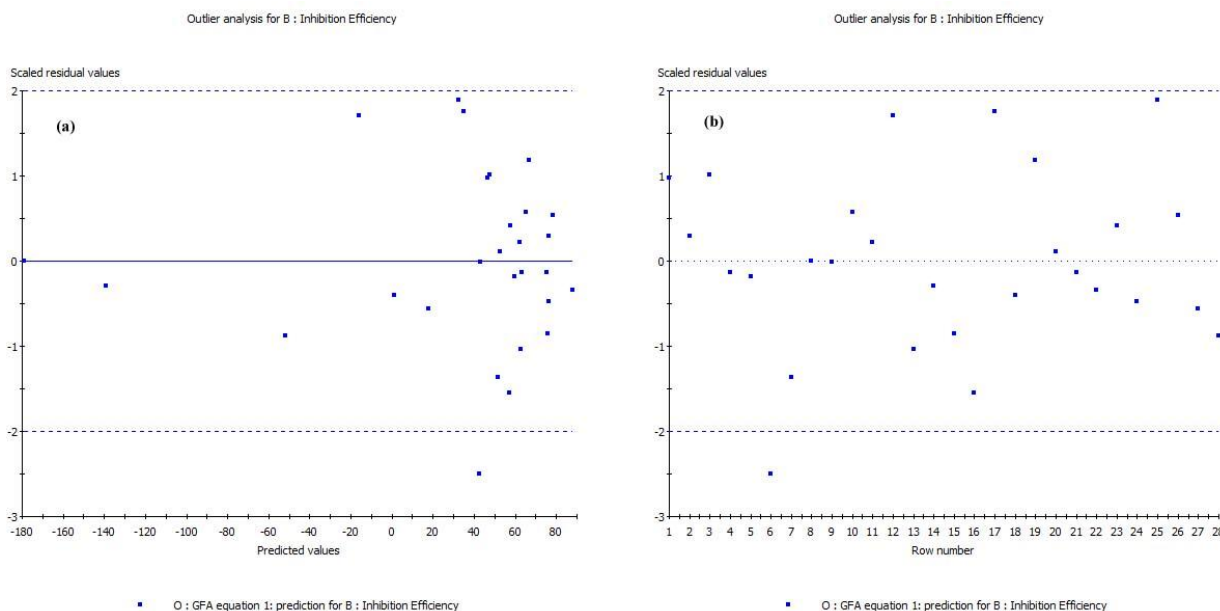 Outlier analysis for B : Inhibition Efficiency
Scaled residual values
2
(a)
1
0
-1
-2
-3
-180 -160 -140 -120 -100 -80 -60 -40 -20 0 20 40 60 80
Predicted values
O : GFA equation 1: prediction for B : Inhibition Efficiency
Outlier analysis for B : Inhibition Efficiency
Scaled residual values
2
(b)
1
0
-1
-2
-3
1 2 3 4 5 6 7 8 9 10 11 12 13 14 15 16 17 18 19 20 21 22 23 24 25 26 27 28
Row number
O : GFA equation 1: prediction for B : Inhibition Efficiency